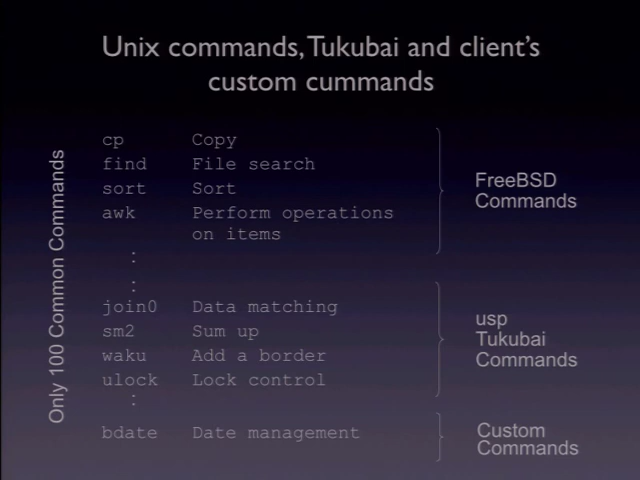 Unix commands, Tukubai and client's
custom cummands
Only 100 Common Commands
cp Copy
find File search
sort Sort
awk Perform operations
on items
:
:
FreeBSD
Commands
join0 Data matching
sm2 Sum up
waku Add a border
ulock Lock control
:
usp
Tukubai
Commands
bdate Date management
Custom
Commands